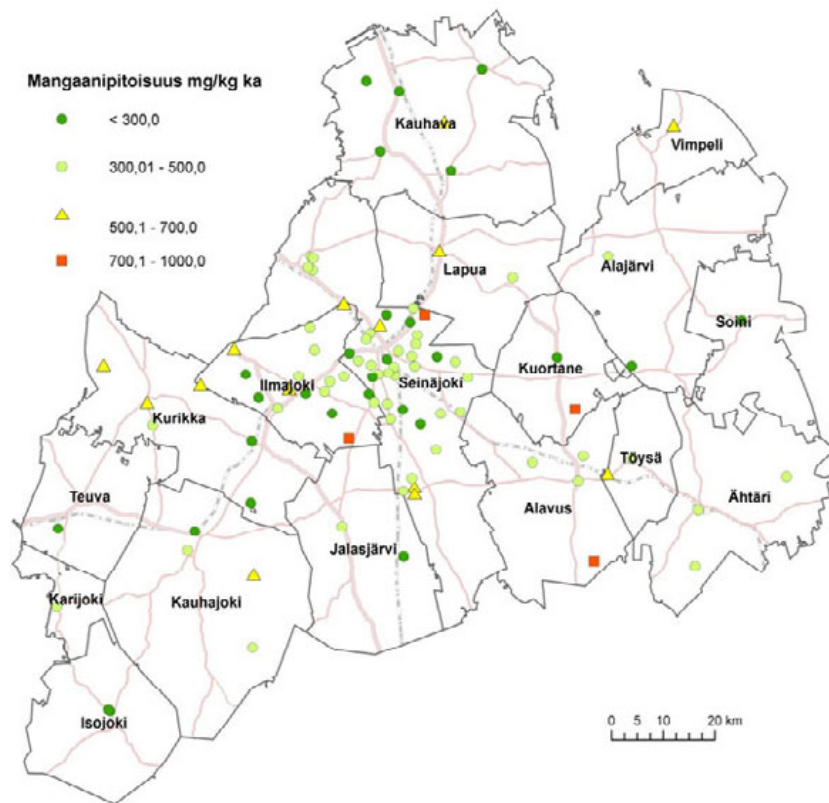 Mangaanipitoisuus mg/kg ka
< 300,0
300,01 - 500,0
500,1 - 700,0
700,1 - 1000,0
Kauhava
Vimpeli
Lapua
Alajärvi
Soini
Kuortane
Ilmajoki
Seinäjoki
Kurikka
Töysä
Teuva
Ähtäri
Alavus
Jalasjärvi
Karijoki
Kauhajoki
Isojoki
0 5 10 20 km